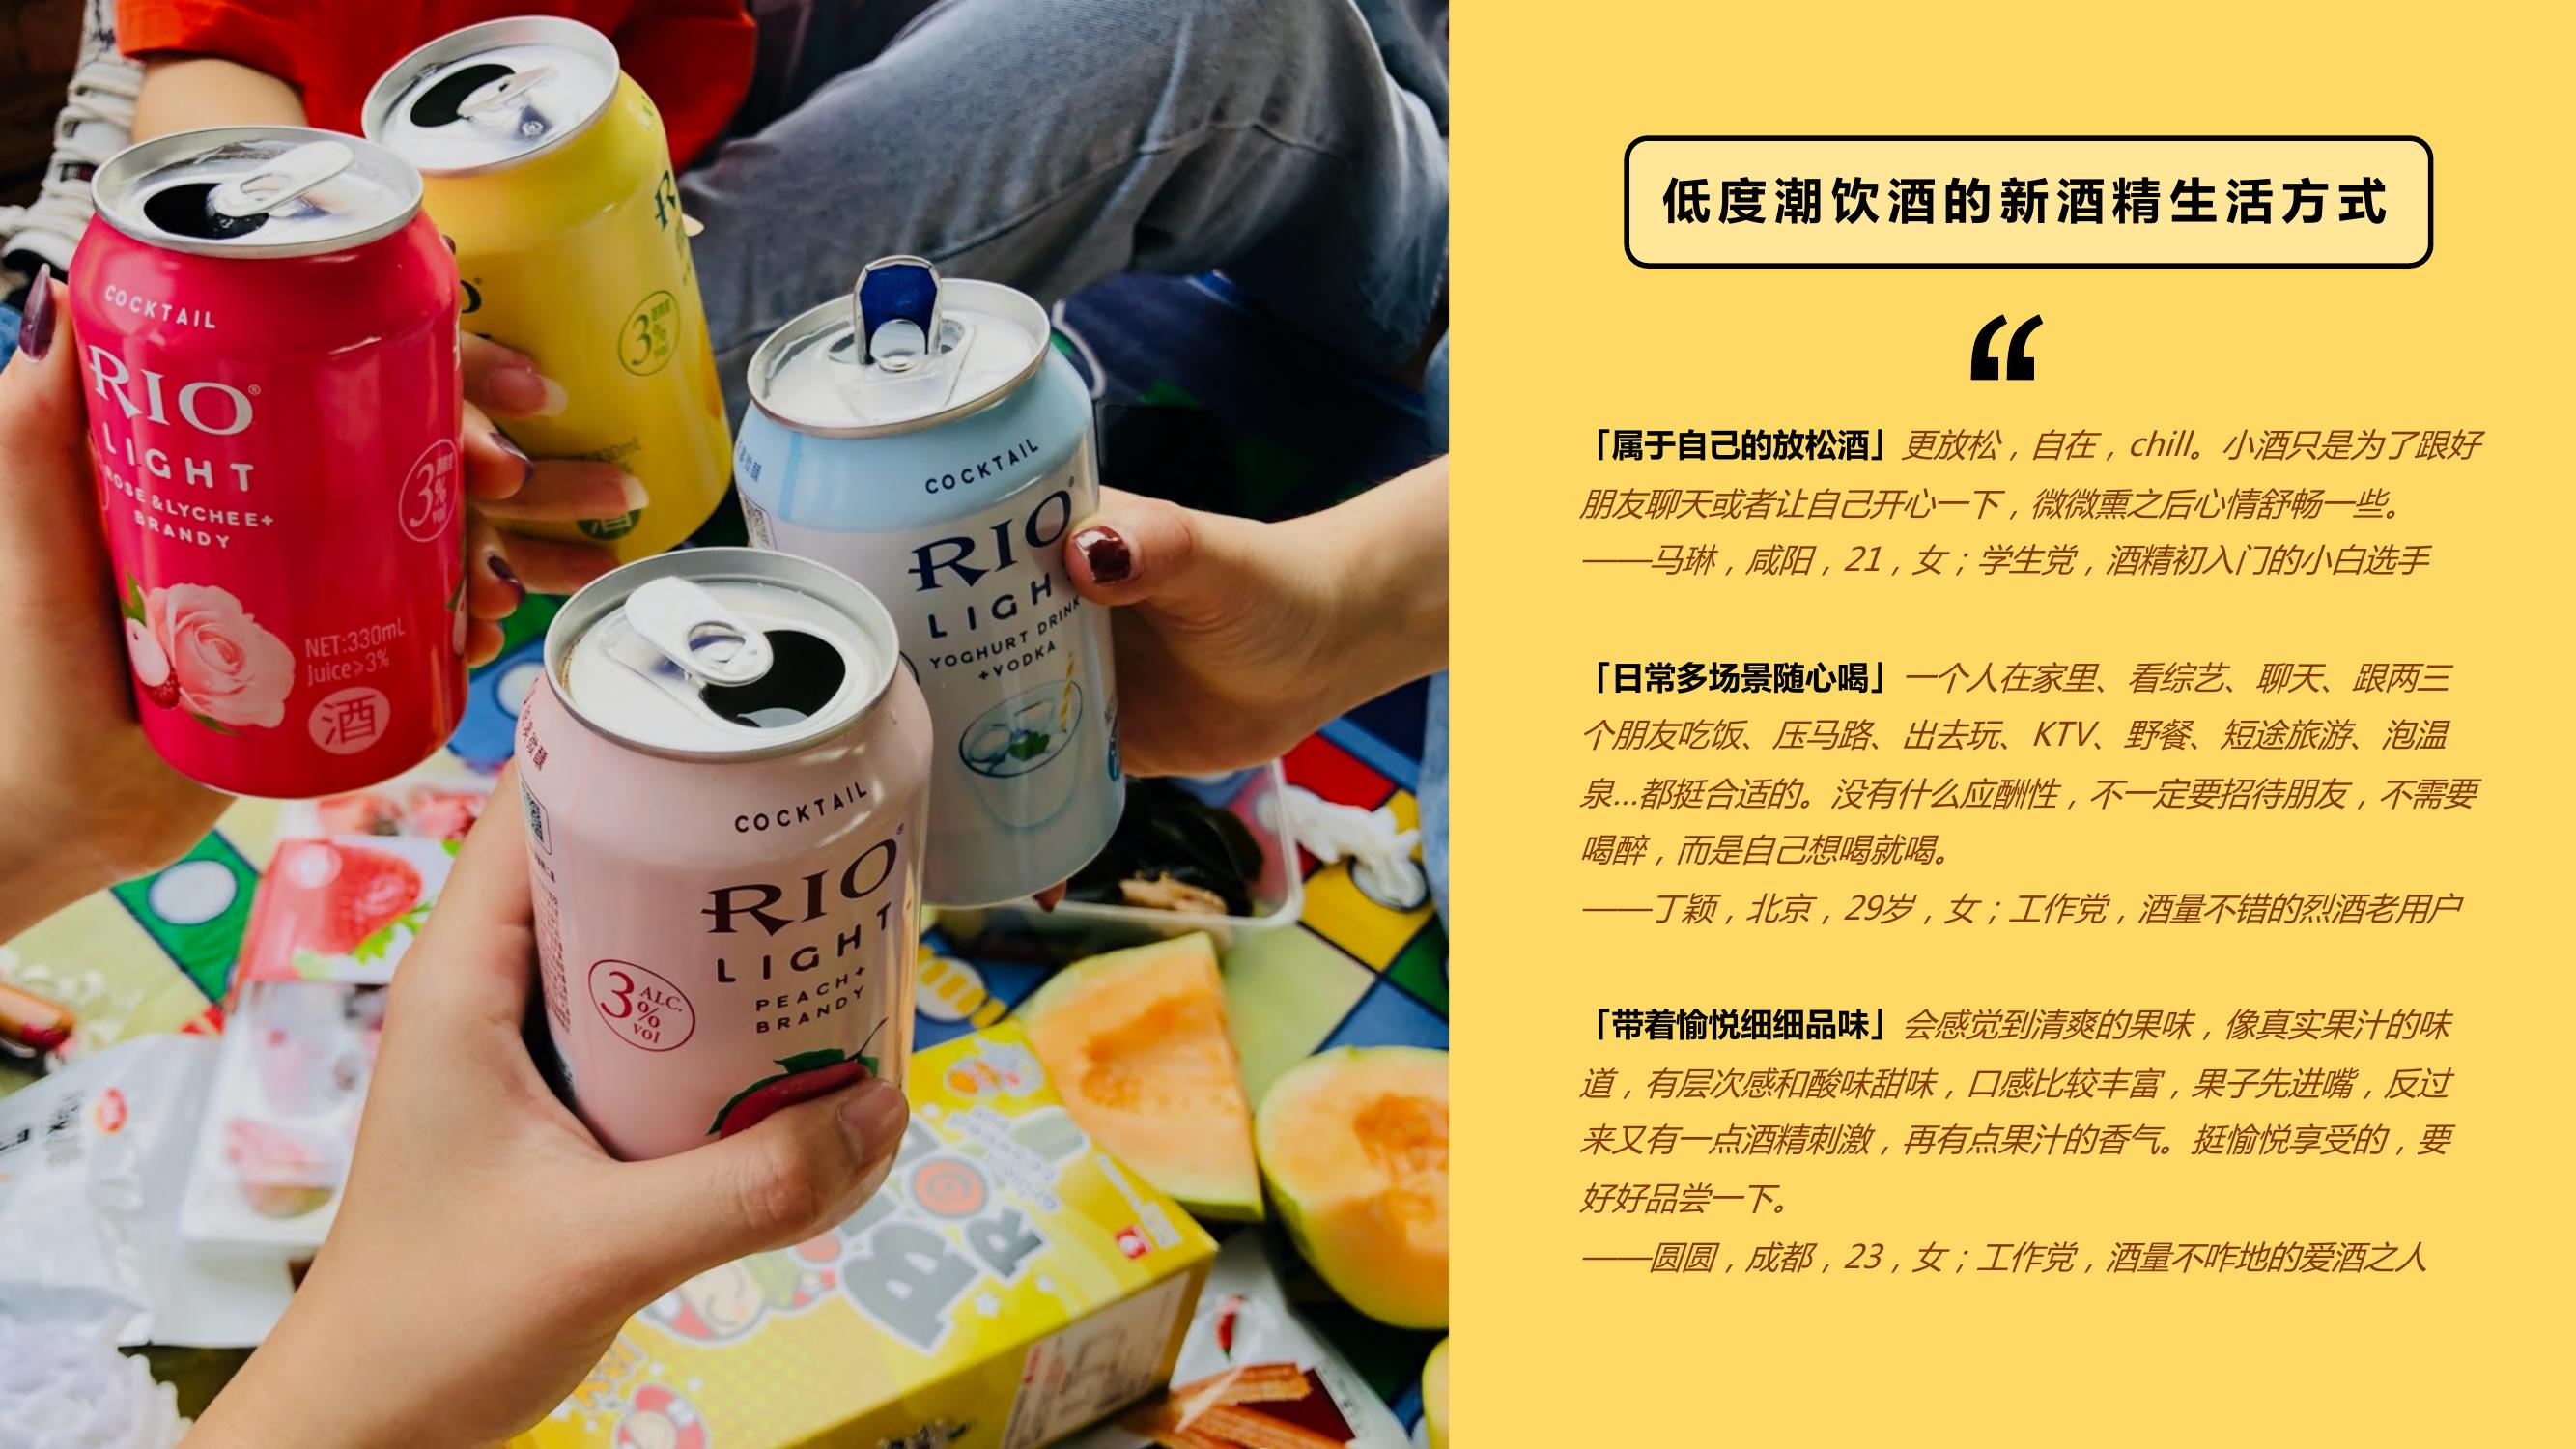 低度潮饮酒的新酒精生活方式
“
「属于自己的放松酒」更放松，自在，chill。小酒只是为了跟好
朋友聊天或者让自己开心一下，微微熏之后心情舒畅一些。
——马琳，咸阳，21，女；学生党，酒精初入门的小白选手
「日常多场景随心喝」一个人在家里、看综艺、聊天、跟两三
个朋友吃饭、压马路、出去玩、KTV、野餐、短途旅游、泡温
泉...都挺合适的。没有什么应酬性，不一定要招待朋友，不需要
喝醉，而是自己想喝就喝。
——丁颖，北京，29岁，女；工作党，酒量不错的烈酒老用户
「带着愉悦细细品味」会感觉到清爽的果味，像真实果汁的味
道，有层次感和酸味甜味，口感比较丰富，果子先进嘴，反过
来又有一点酒精刺激，再有点果汁的香气。挺愉悦享受的，要
好好品尝一下。
——圆圆，成都，23，女；工作党，酒量不咋地的爱酒之人
COCKTAIL
RIO®
LIGHT
ROSE &LYCHEE+
BRANDY
3%
vol
NET:330mL
Juice≥3%
酒
R
3%
vol
330mL
酒
COCKTAIL
RIO®
LIGH
YOGHURT DRINK
+VODKA
COCKTAIL
RIO®
LIGHT
PEACH+
BRANDY
3%
ALC.
vol